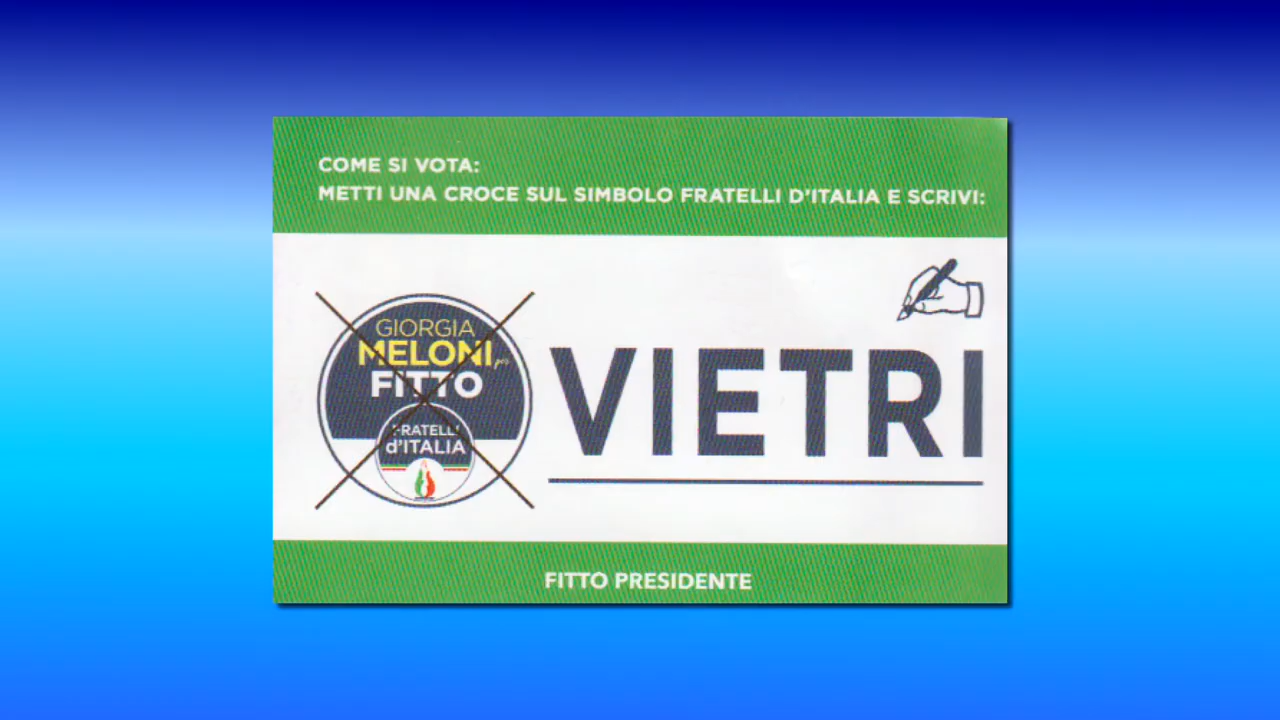 COME SI VOTA:
METTI UNA CROCE SUL SIMBOLO FRATELLI D'ITALIA E SCRIVI:
GIORGIA
MELONI per
FITTO
FRATELLI
d'ITALIA
VIETRI
FITTO PRESIDENTE